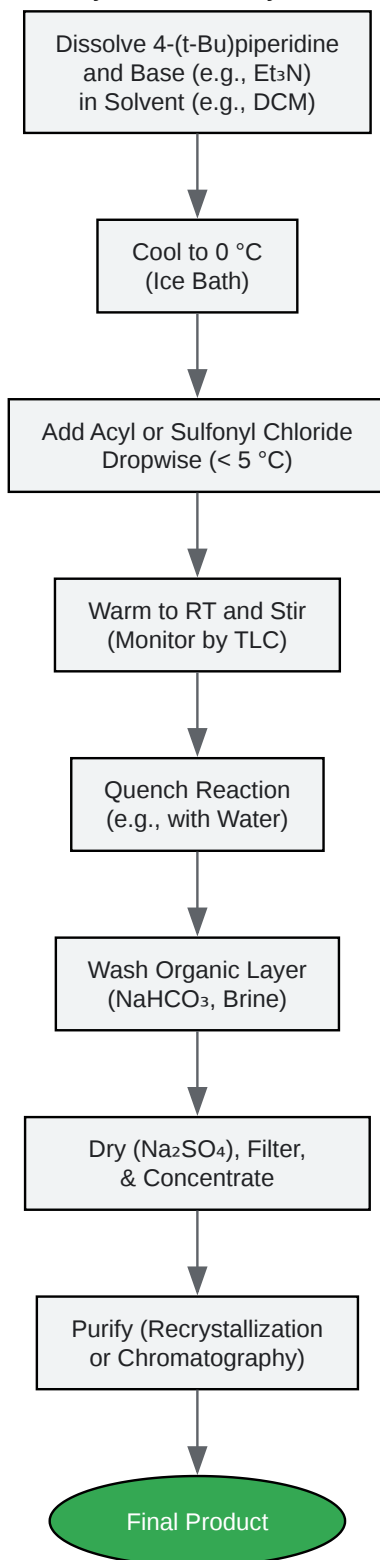 Dissolve 4-(t-Bu)piperidine
and Base (e.g., Et₃N)
in Solvent (e.g., DCM)
Cool to 0 °C
(Ice Bath)
Add Acyl or Sulfonyl Chloride
Dropwise (< 5 °C)
Warm to RT and Stir
(Monitor by TLC)
Quench Reaction
(e.g., with Water)
Wash Organic Layer
(NaHCO₃, Brine)
Dry (Na₂SO₄), Filter,
& Concentrate
Purify (Recrystallization
or Chromatography)
Final Product